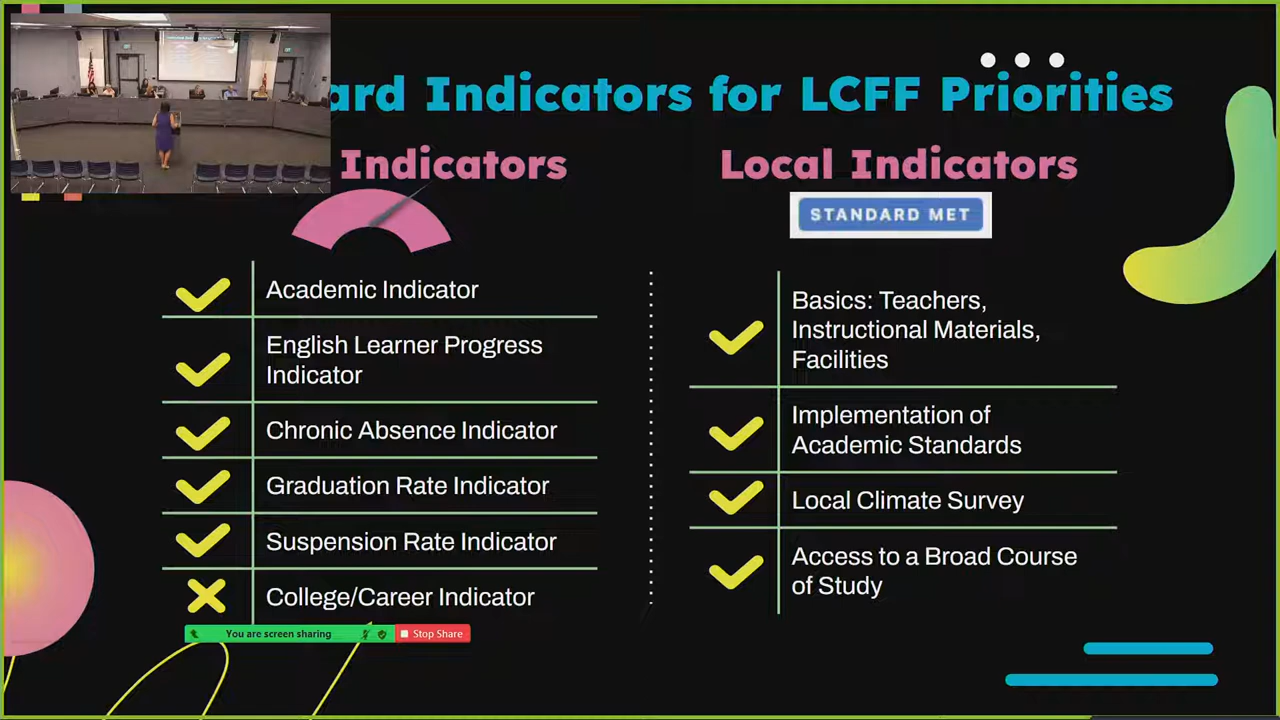 ard Indicators for LCFF Priorities
Indicators
Local Indicators
STANDARD MET
Academic Indicator
English Learner Progress
Indicator
Chronic Absence Indicator
Graduation Rate Indicator
Suspension Rate Indicator
College/Career Indicator
You are screen sharing
Stop Share
Basics: Teachers,
Instructional Materials,
Facilities
Implementation of
Academic Standards
Local Climate Survey
Access to a Broad Course
of Study